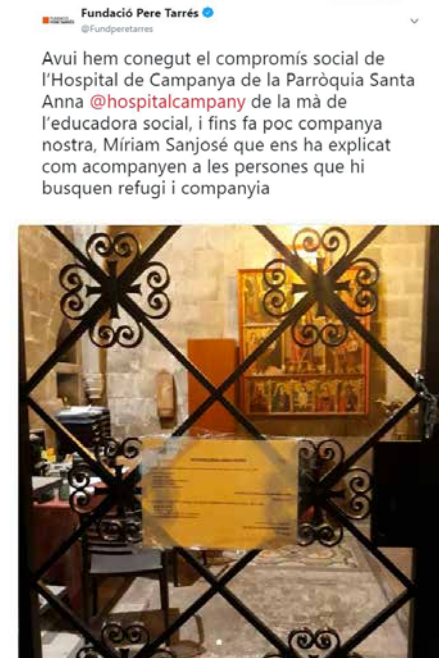 Fundació Pere Tarrés
@Fundperetarres
Avui hem conegut el compromís social de
l'Hospital de Campanya de la Parròquia Santa
Anna @hospitalcampany de la mà de
l'educadora social, i fins fa poc companya
nostra, Míriam Sanjosé que ens ha explicat
com acompanyen a les persones que hi
busquen refugi i companyia